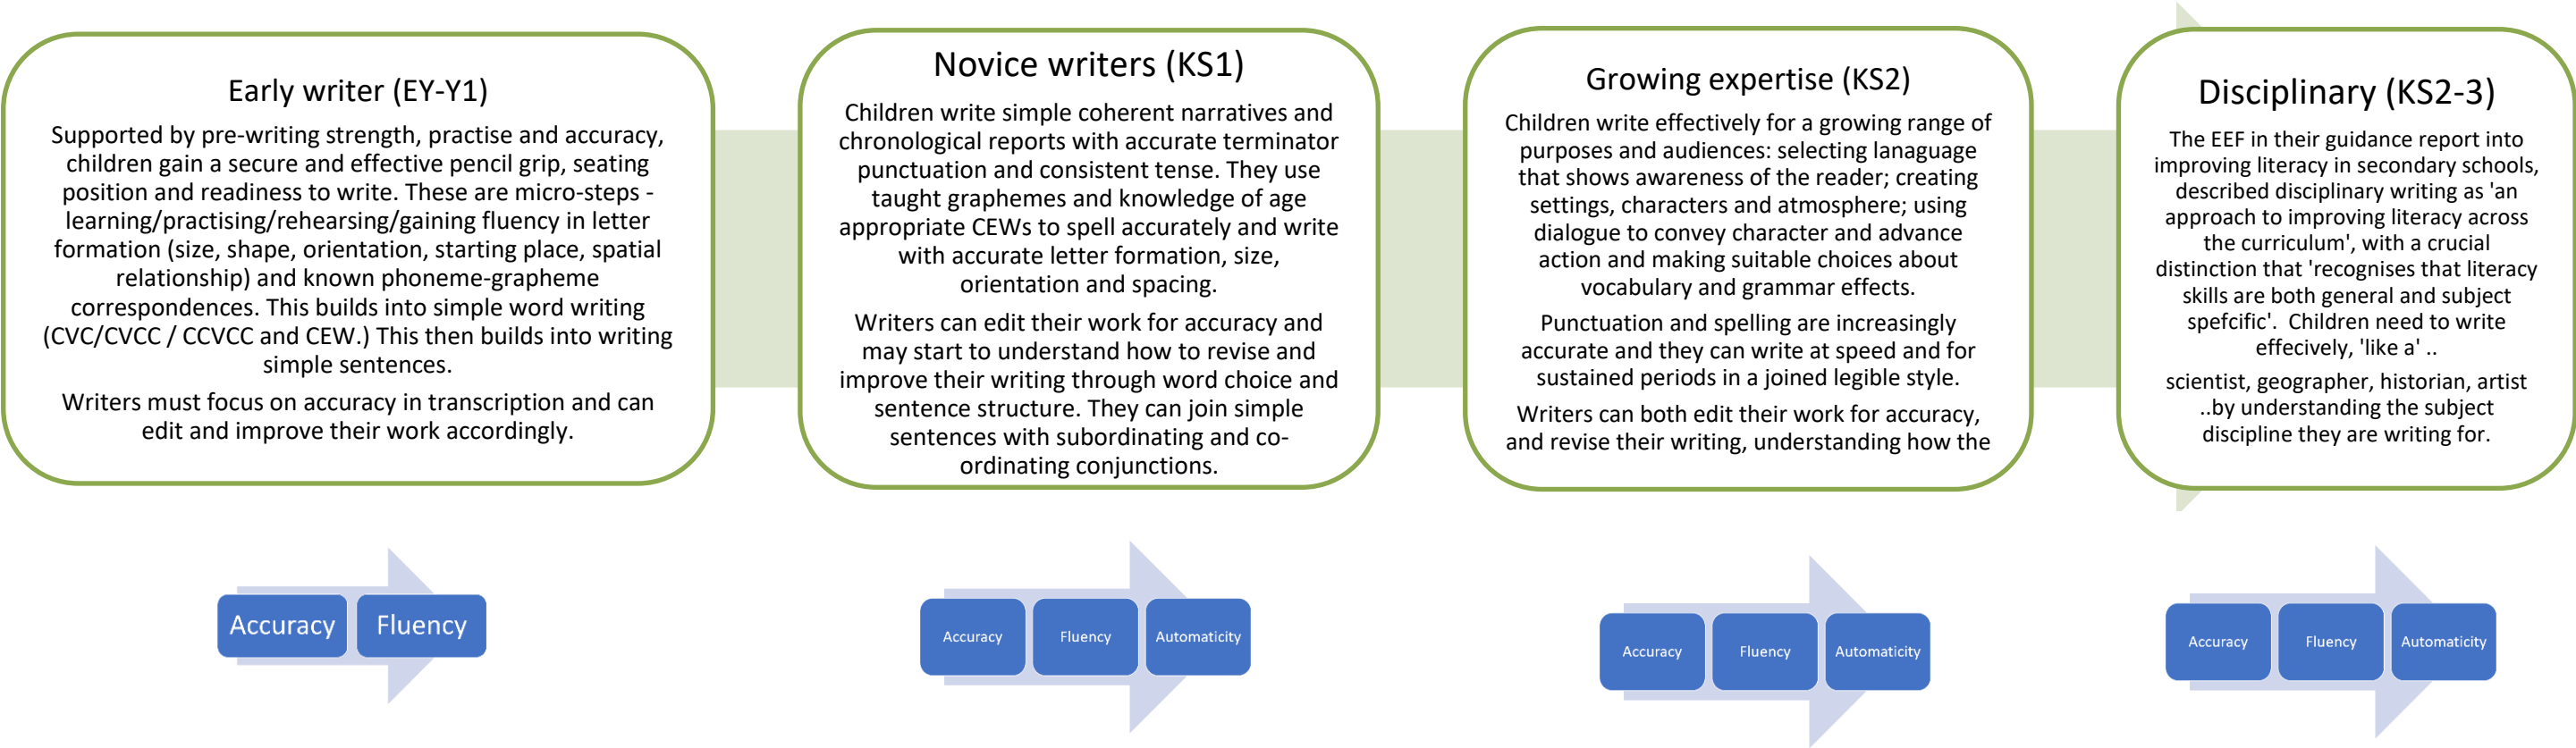 Early writer (EY-Y1)
Supported by pre-writing strength, practise and accuracy,
children gain a secure and effective pencil grip, seating
position and readiness to write. These are micro-steps -
learning/practising/rehearsing/gaining fluency in letter
formation (size, shape, orientation, starting place, spatial
relationship) and known phoneme-grapheme
correspondences. This builds into simple word writing
(CVC/CVCC / CCVCC and CEW.) This then builds into writing
simple sentences.
Writers must focus on accuracy in transcription and can
edit and improve their work accordingly.
Novice writers (KS1)
Children write simple coherent narratives and
chronological reports with accurate terminator
punctuation and consistent tense. They use
taught graphemes and knowledge of age
appropriate CEWs to spell accurately and write
with accurate letter formation, size,
orientation and spacing.
Writers can edit their work for accuracy and
may start to understand how to revise and
improve their writing through word choice and
sentence structure. They can join simple
sentences with subordinating and co-
ordinating conjunctions.
Growing expertise (KS2)
Children write effectively for a growing range of
purposes and audiences: selecting lanaguage
that shows awareness of the reader; creating
settings, characters and atmosphere; using
dialogue to convey character and advance
action and making suitable choices about
vocabulary and grammar effects.
Punctuation and spelling are increasingly
accurate and they can write at speed and for
sustained periods in a joined legible style.
Writers can both edit their work for accuracy,
and revise their writing, understanding how the
Disciplinary (KS2-3)
The EEF in their guidance report into
improving literacy in secondary schools,
described disciplinary writing as 'an
approach to improving literacy across
the curriculum', with a crucial
distinction that 'recognises that literacy
skills are both general and subject
spefcific'.  Children need to write
effecively, 'like a' ..
scientist, geographer, historian, artist
..by understanding the subject
discipline they are writing for.
Accuracy Fluency
Accuracy Fluency Automaticity
Accuracy Fluency Automaticity
Accuracy Fluency Automaticity